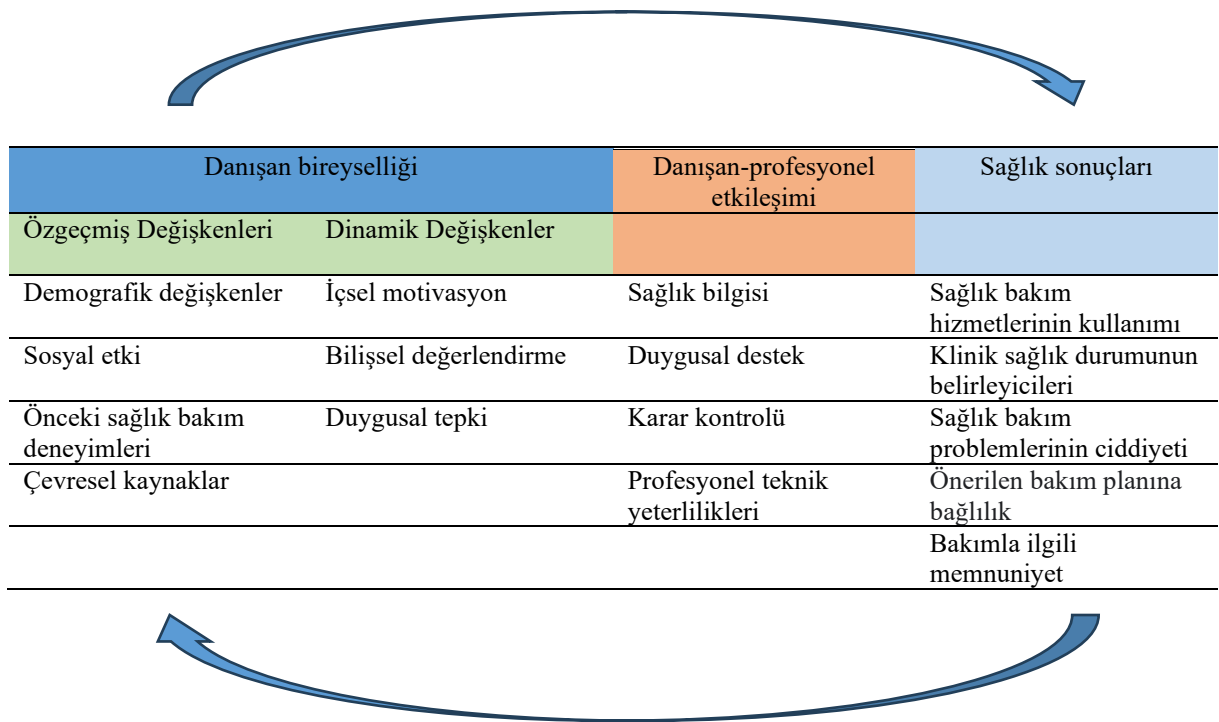 Danışan bireyselliği
Danışan-profesyonel
etkileşimi
Sağlık sonuçları
Özgeçmiş Değişkenleri
Dinamik Değişkenler
Demografik değişkenler
İçsel motivasyon
Sağlık bilgisi
Sağlık bakım
hizmetlerinin kullanımı
Sosyal etki
Bilişsel değerlendirme
Duygusal destek
Klinik sağlık durumunun
belirleyicileri
Önceki sağlık bakım
deneyimleri
Duygusal tepki
Karar kontrolü
Sağlık bakım
problemlerinin ciddiyeti
Çevresel kaynaklar
Profesyonel teknik
yeterlilikleri
Önerilen bakım planına
bağlılık
Bakımla ilgili
memnuniyet